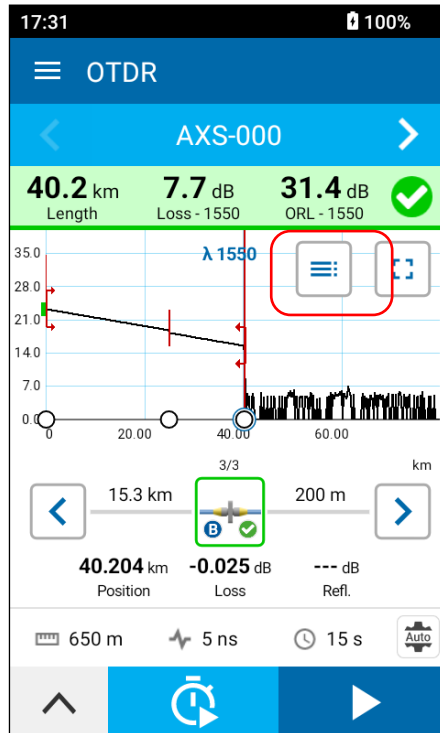 17:31 100%
OTDR
AXS-000
40.2 km 7.7 dB 31.4 dB
Length Loss - 1550 ORL - 1550
λ 1550
35.0
28.0
21.0
14.0
7.0
0.0
0 20.00 40.00 60.00
3/3 km
15.3 km 200 m
B
40.204 km -0.025 dB --- dB
Position Loss Refl.
650 m 5 ns 15 s Auto